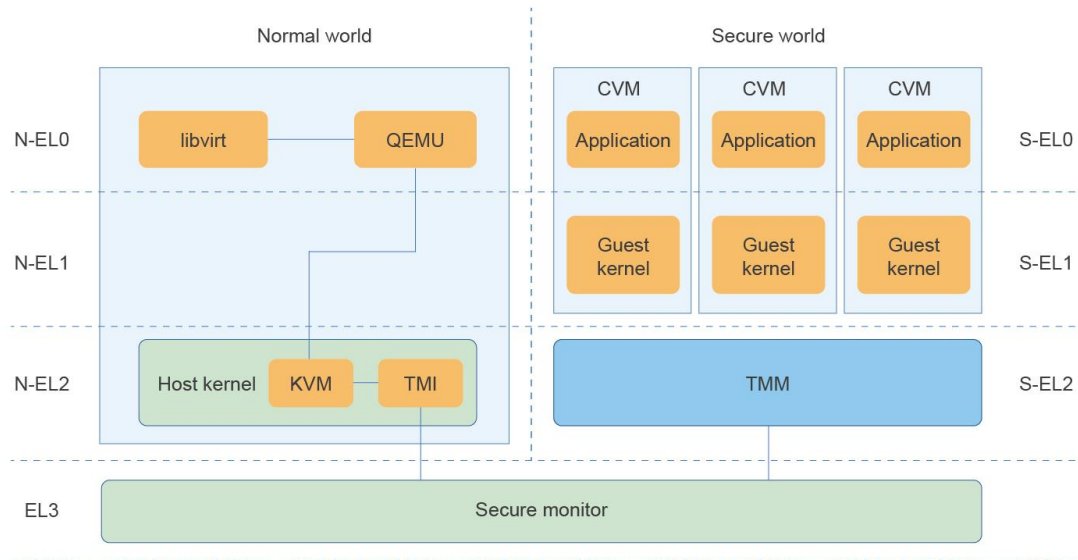 Normal world
Secure world
CVM
CVM
CVM
N-EL0
libvirt
QEMU
Application
Application
Application
S-EL0
N-EL1
Guest
kernel
Guest
kernel
Guest
kernel
S-EL1
N-EL2
Host kernel
KVM
TMI
TMM
S-EL2
EL3
Secure monitor